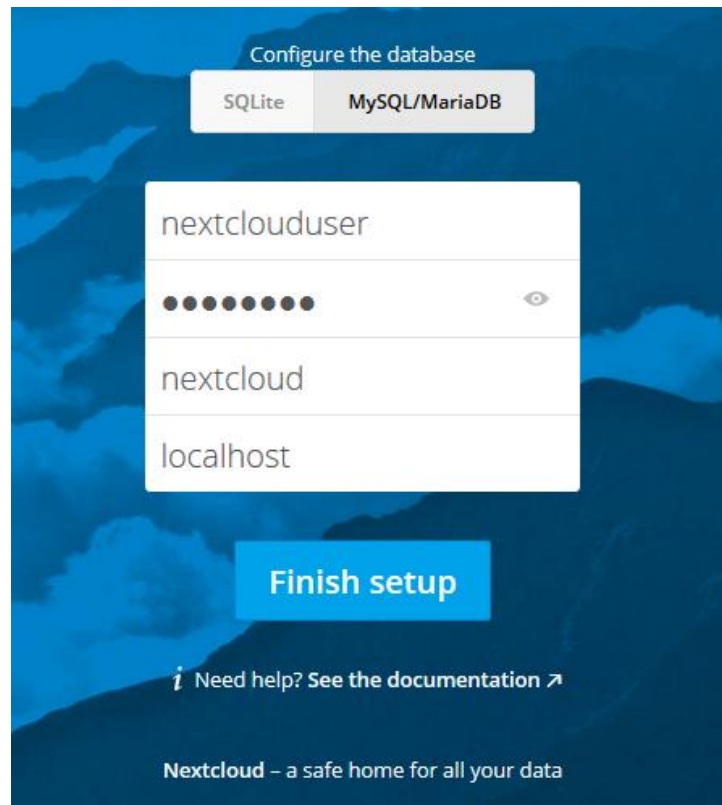 Configure the database
SQLite MySQL/MariaDB
nextclouduser
●●●●●●●●
nextcloud
localhost
Finish setup
i Need help? See the documentation ↗
Nextcloud – a safe home for all your data